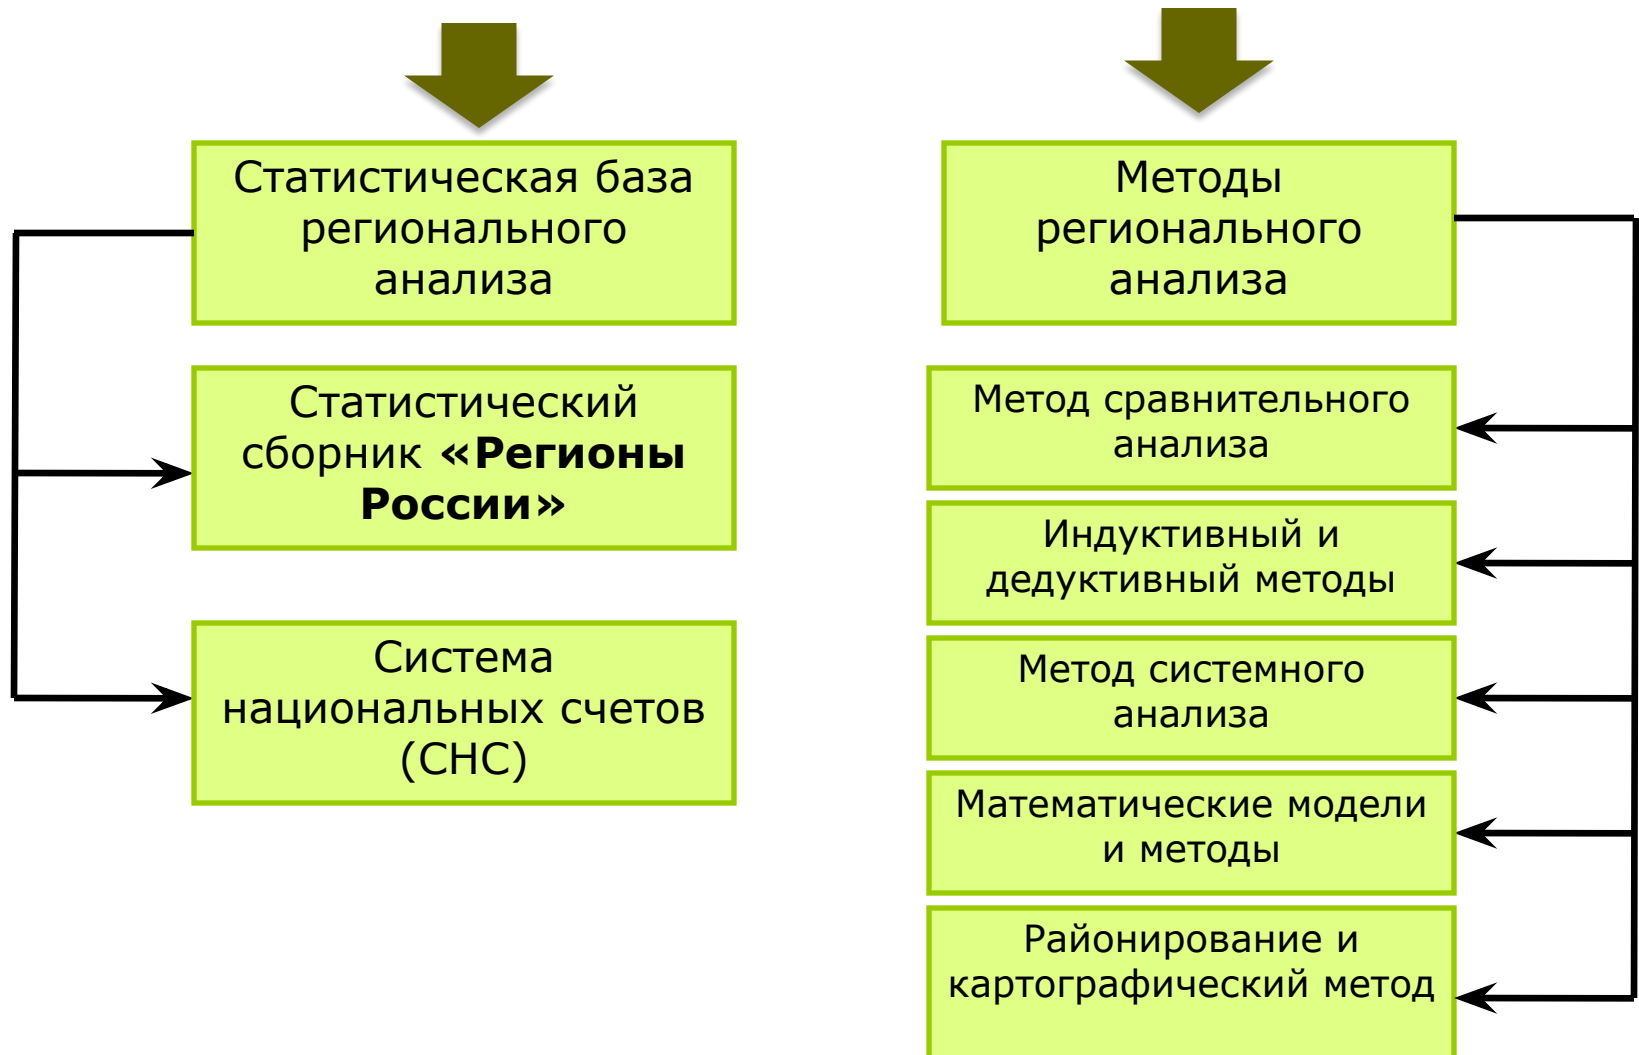 Статистическая база
регионального
анализа
Статистический
сборник «Регионы
России»
Система
национальных счетов
(СНС)
Методы
регионального
анализа
Метод сравнительного
анализа
Индуктивный и
дедуктивный методы
Метод системного
анализа
Математические модели
и методы
Районирование и
картографический метод